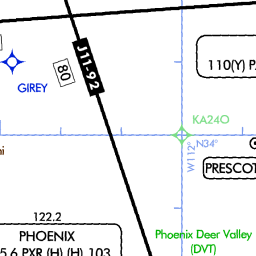 J11-92
80
110(Y) P
GIREY
KA24O
N34°
W112°
PRESCOT
122.2
PHOENIX
5.6 PXR (H) (H) 103
Phoenix Deer Valley
(DVT)